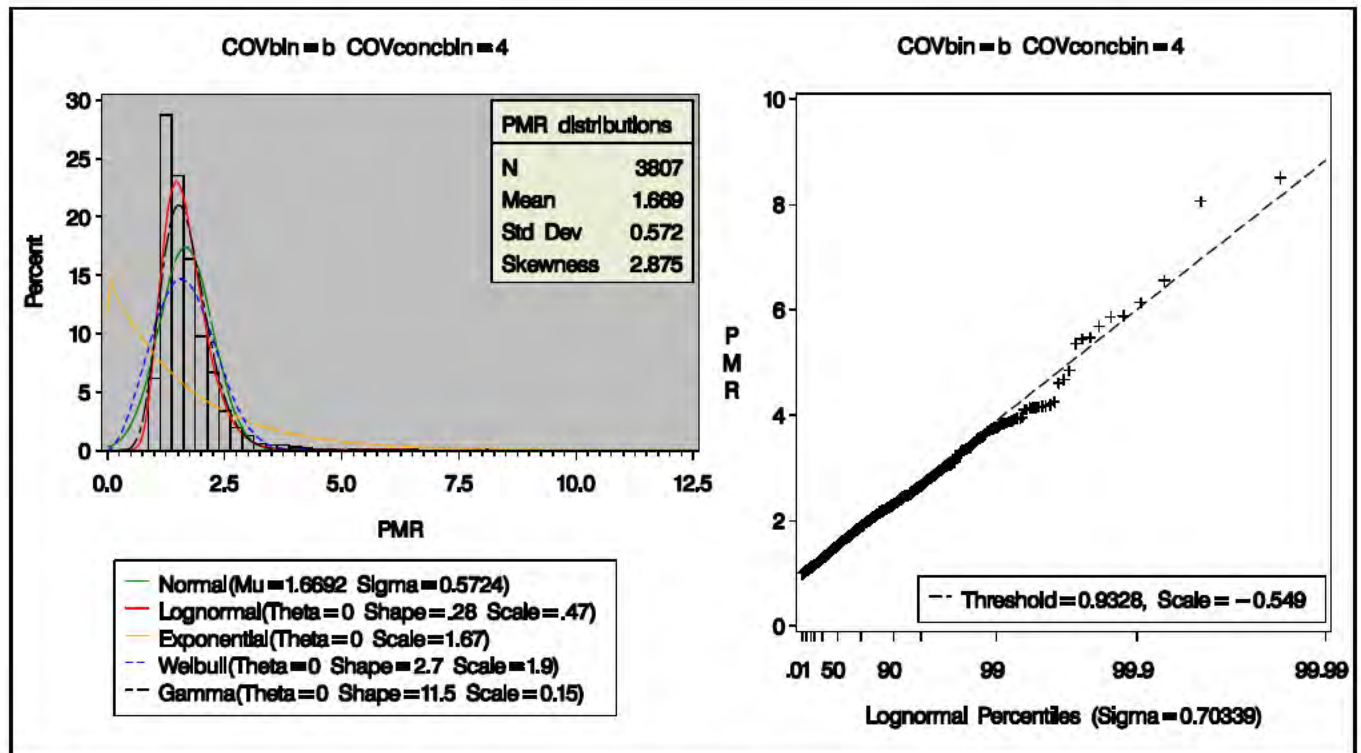 COVbin=b COVconcbin=4
30
25
20
15
10
5
0
Percent
PMR distributions
N 3807
Mean 1.669
Std Dev 0.572
Skewness 2.875
0.0 2.5 5.0 7.5 10.0 12.5
PMR
Normal(Mu=1.6692 Sigma=0.5724)
Lognormal(Theta=0 Shape=.28 Scale=.47)
Exponential(Theta=0 Scale=1.67)
Weibull(Theta=0 Shape=2.7 Scale=1.9)
Gamma(Theta=0 Shape=11.5 Scale=0.15)
COVbin=b COVconcbin=4
10
8
6
4
2
0
P
M
R
Threshold=0.9328, Scale=-0.549
.01 50 90 99 99.9 99.99
Lognormal Percentiles (Sigma=0.70339)